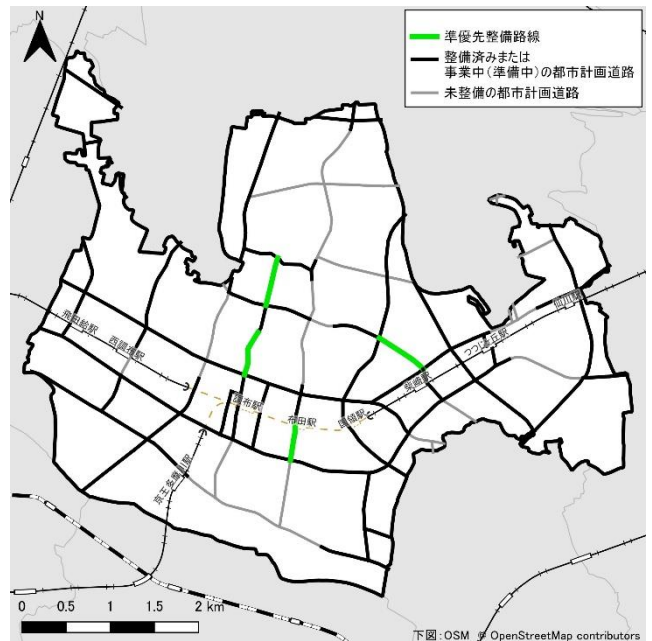 N
準優先整備路線
整備済みまたは
事業中(準備中)の都市計画道路
未整備の都市計画道路
飛田給駅
西調布駅
調布駅
布田駅
国領駅
柴崎駅
つつじヶ丘駅
仙川駅
京王多摩川駅
0 0.5 1 1.5 2 km
下図:OSM © OpenStreetMap contributors